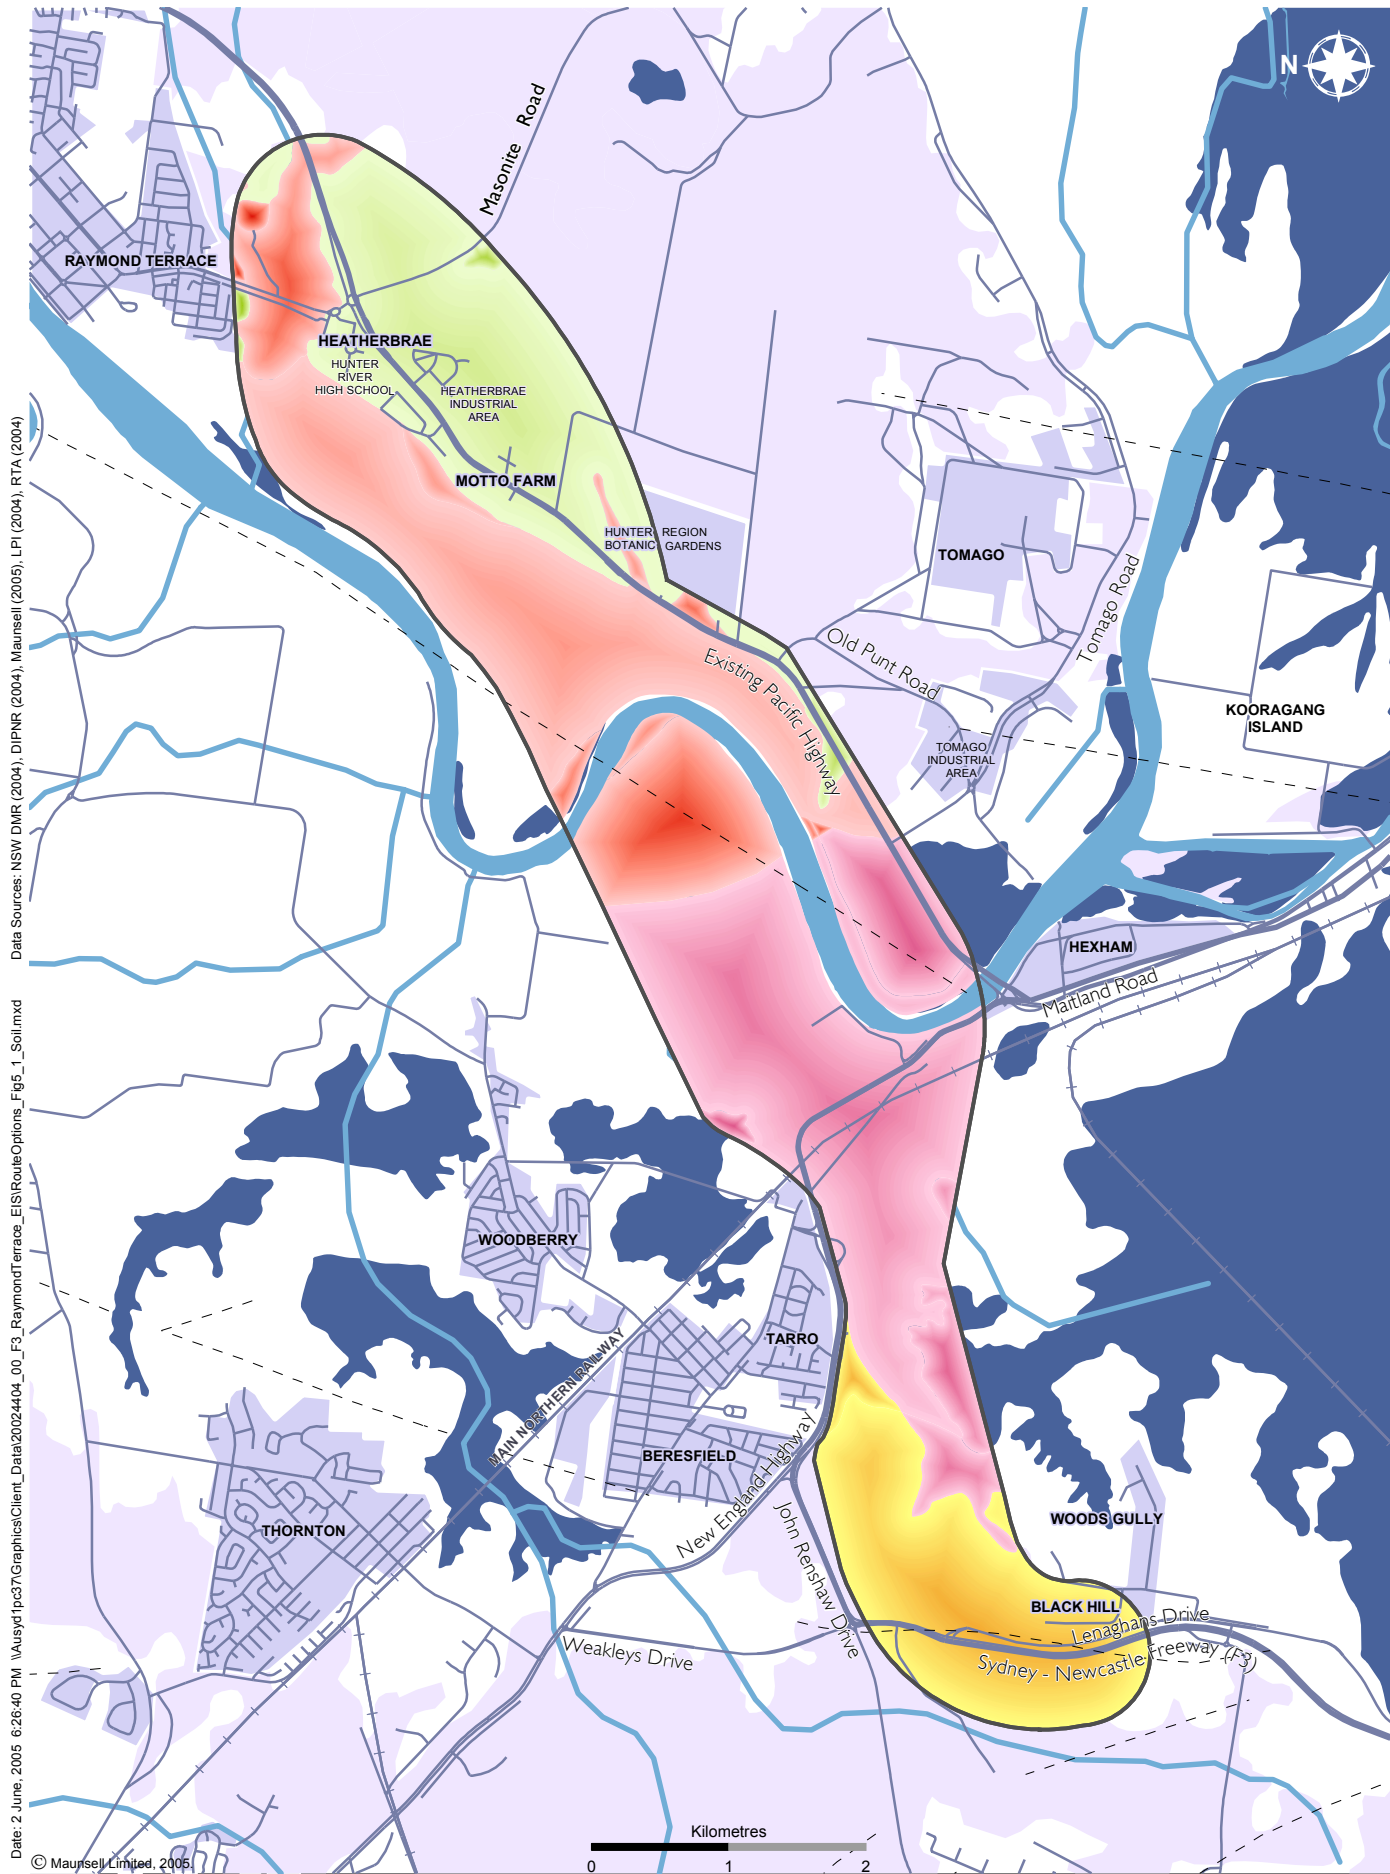 N
Masonite Road
RAYMOND TERRACE
HEATHERBRAE
HUNTER
RIVER
HIGH SCHOOL
HEATHERBRAE
INDUSTRIAL
AREA
MOTTO FARM
HUNTER REGION
BOTANIC GARDENS
TOMAGO
Tomago Road
Old Punt Road
Existing Pacific Highway
KOORAGANG
ISLAND
TOMAGO
INDUSTRIAL
AREA
HEXHAM
Maitland Road
WOODBERRY
TARRO
MAIN NORTHERN RAILWAY
BERESFIELD
New England Highway
THORNTON
John Renshaw Drive
WOODS GULLY
BLACK HILL
Lenaghans Drive
Sydney - Newcastle Freeway (F3)
Weakleys Drive
Kilometres
0 1 2
Data Sources: NSW DMR (2004), DIPNR (2004), Maunsell (2005), LPI (2004), RTA (2004)
Date: 2 June, 2005 6:26:40 PM \\Ausyd1pc37\Graphics\Client_Data\20024404_00_F3_RaymondTerrace_EIS\RouteOptions_Fig5_1_Soil.mxd
© Maunsell Limited, 2005.